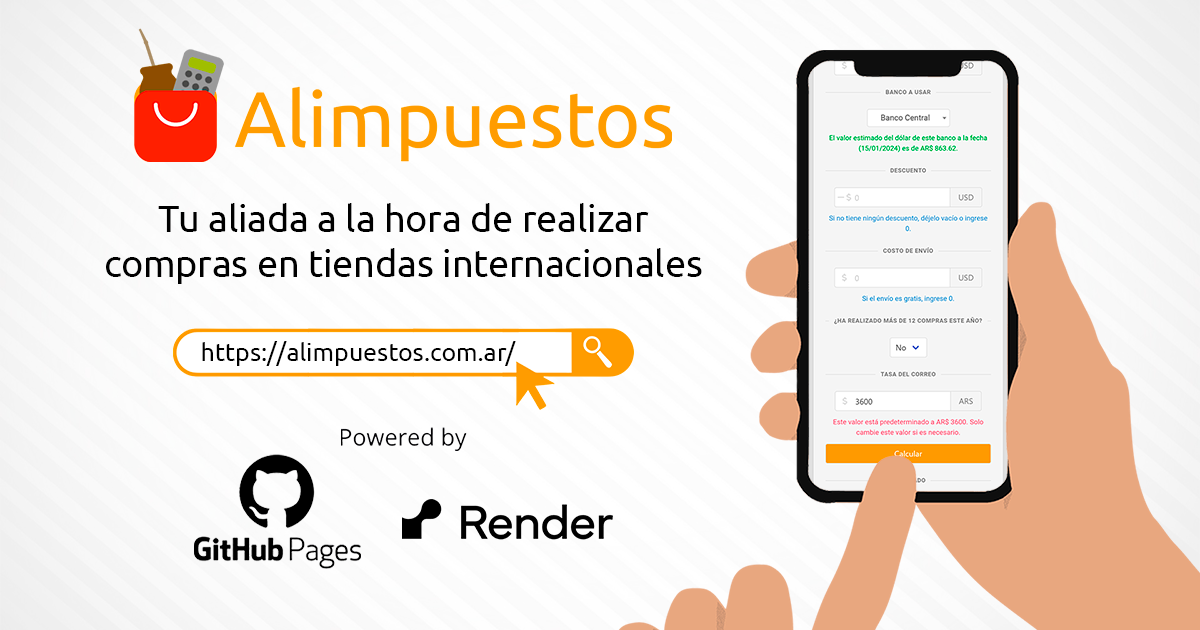 Alimpuestos
Tu aliada a la hora de realizar
compras en tiendas internacionales
https://alimpuestos.com.ar/
Powered by
GitHub Pages
Render
$ USD
BANCO A USAR
Banco Central
El valor estimado del dólar de este banco a la fecha
(15/01/2024) es de AR$ 863.62.
DESCUENTO
− $ 0 USD
Si no tiene ningún descuento, déjelo vacío o ingrese
0.
COSTO DE ENVÍO
$ 0 USD
Si el envío es gratis, ingrese 0.
¿HA REALIZADO MÁS DE 12 COMPRAS ESTE AÑO?
No
TASA DEL CORREO
$ 3600 ARS
Este valor está predeterminado a AR$ 3600. Solo
cambie este valor si es necesario.
Calcular